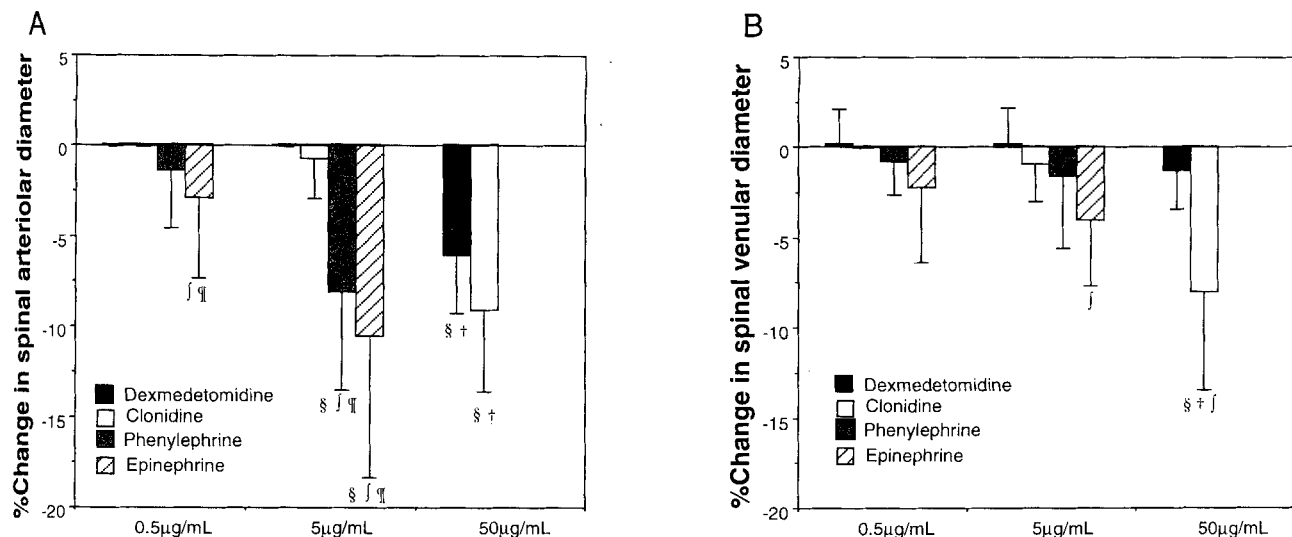 A
%Change in spinal arteriolar diameter
5
0
-5
-10
-15
-20
∫ ¶
§ ∫ ¶
§ ∫ ¶
§ †
§ †
Dexmedetomidine
Clonidine
Phenylephrine
Epinephrine
0.5µg/mL
5µg/mL
50µg/mL
B
%Change in spinal venular diameter
5
0
-5
-10
-15
-20
∫
§ ‡ ∫
Dexmedetomidine
Clonidine
Phenylephrine
Epinephrine
0.5µg/mL
5µg/mL
50µg/mL